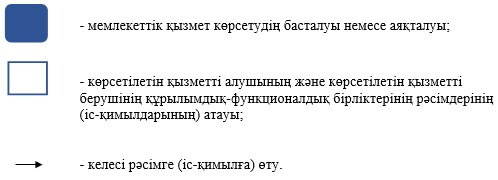 - мемлекеттік қызмет көрсетудің басталуы немесе аяқталуы;
- көрсетілетін қызметті алушының және көрсетілетін қызметті
берушінің құрылымдық-функционалдық бірліктерінің рәсімдерінің
(іс-қимылдарының) атауы;
- келесі рәсімге (іс-қимылға) өту.